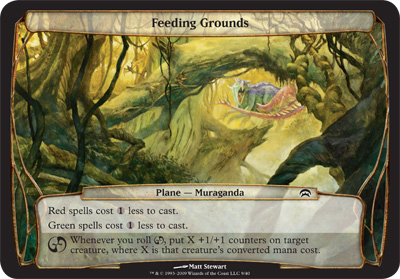 Feeding Grounds
Plane — Muraganda
Red spells cost 1 less to cast.
Green spells cost 1 less to cast.
Whenever you roll , put X +1/+1 counters on target
creature, where X is that creature's converted mana cost.
Matt Stewart
™ & © 1993-2009 Wizards of the Coast LLC 9/40